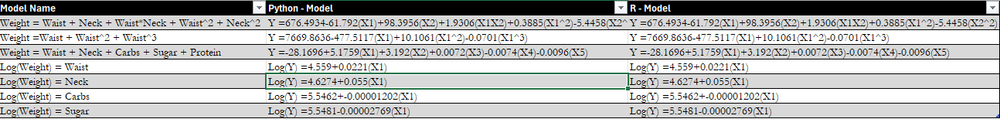 Model Name Python - Model R - Model
Weight = Waist + Neck + Waist*Neck + Waist^2 + Neck^2 Y =676.4934-61.792(X1)+98.3956(X2)+1.9306(X1X2)+0.3885(X1^2)-5.4458(X2^ Y =676.4934-61.792(X1)+98.3956(X2)+1.9306(X1X2)+0.3885(X1^2)-5.4458(X2^2)
Weight =Waist + Waist^2 + Waist^3 Y =7669.8636-477.5117(X1)+10.1061(X1^2)-0.0701(X1^3) Y =7669.8636-477.5117(X1)+10.1061(X1^2)-0.0701(X1^3)
Weight = Waist + Neck + Carbs + Sugar + Protein Y =-28.1696+5.1759(X1)+3.192(X2)+0.0072(X3)-0.0074(X4)-0.0096(X5) Y =-28.1696+5.1759(X1)+3.192(X2)+0.0072(X3)-0.0074(X4)-0.0096(X5)
Log(Weight) = Waist Log(Y) =4.559+0.0221(X1) Log(Y) =4.559+0.0221(X1)
Log(Weight) = Neck Log(Y) =4.6274+0.055(X1) Log(Y) =4.6274+0.055(X1)
Log(Weight) = Carbs Log(Y) =5.5462+-0.00001202(X1) Log(Y) =5.5462+-0.00001202(X1)
Log(Weight) = Sugar Log(Y) =5.5481-0.00002769(X1) Log(Y) =5.5481-0.00002769(X1)